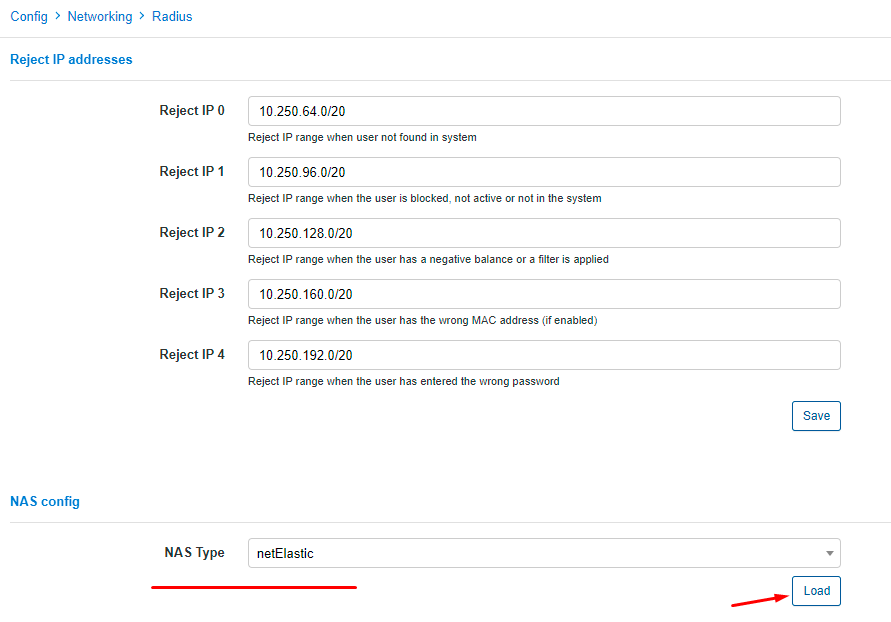 Config > Networking > Radius
Reject IP addresses
Reject IP 0 10.250.64.0/20
Reject IP range when user not found in system
Reject IP 1 10.250.96.0/20
Reject IP range when the user is blocked, not active or not in the system
Reject IP 2 10.250.128.0/20
Reject IP range when the user has a negative balance or a filter is applied
Reject IP 3 10.250.160.0/20
Reject IP range when the user has the wrong MAC address (if enabled)
Reject IP 4 10.250.192.0/20
Reject IP range when the user has entered the wrong password
Save
NAS config
NAS Type netElastic
Load